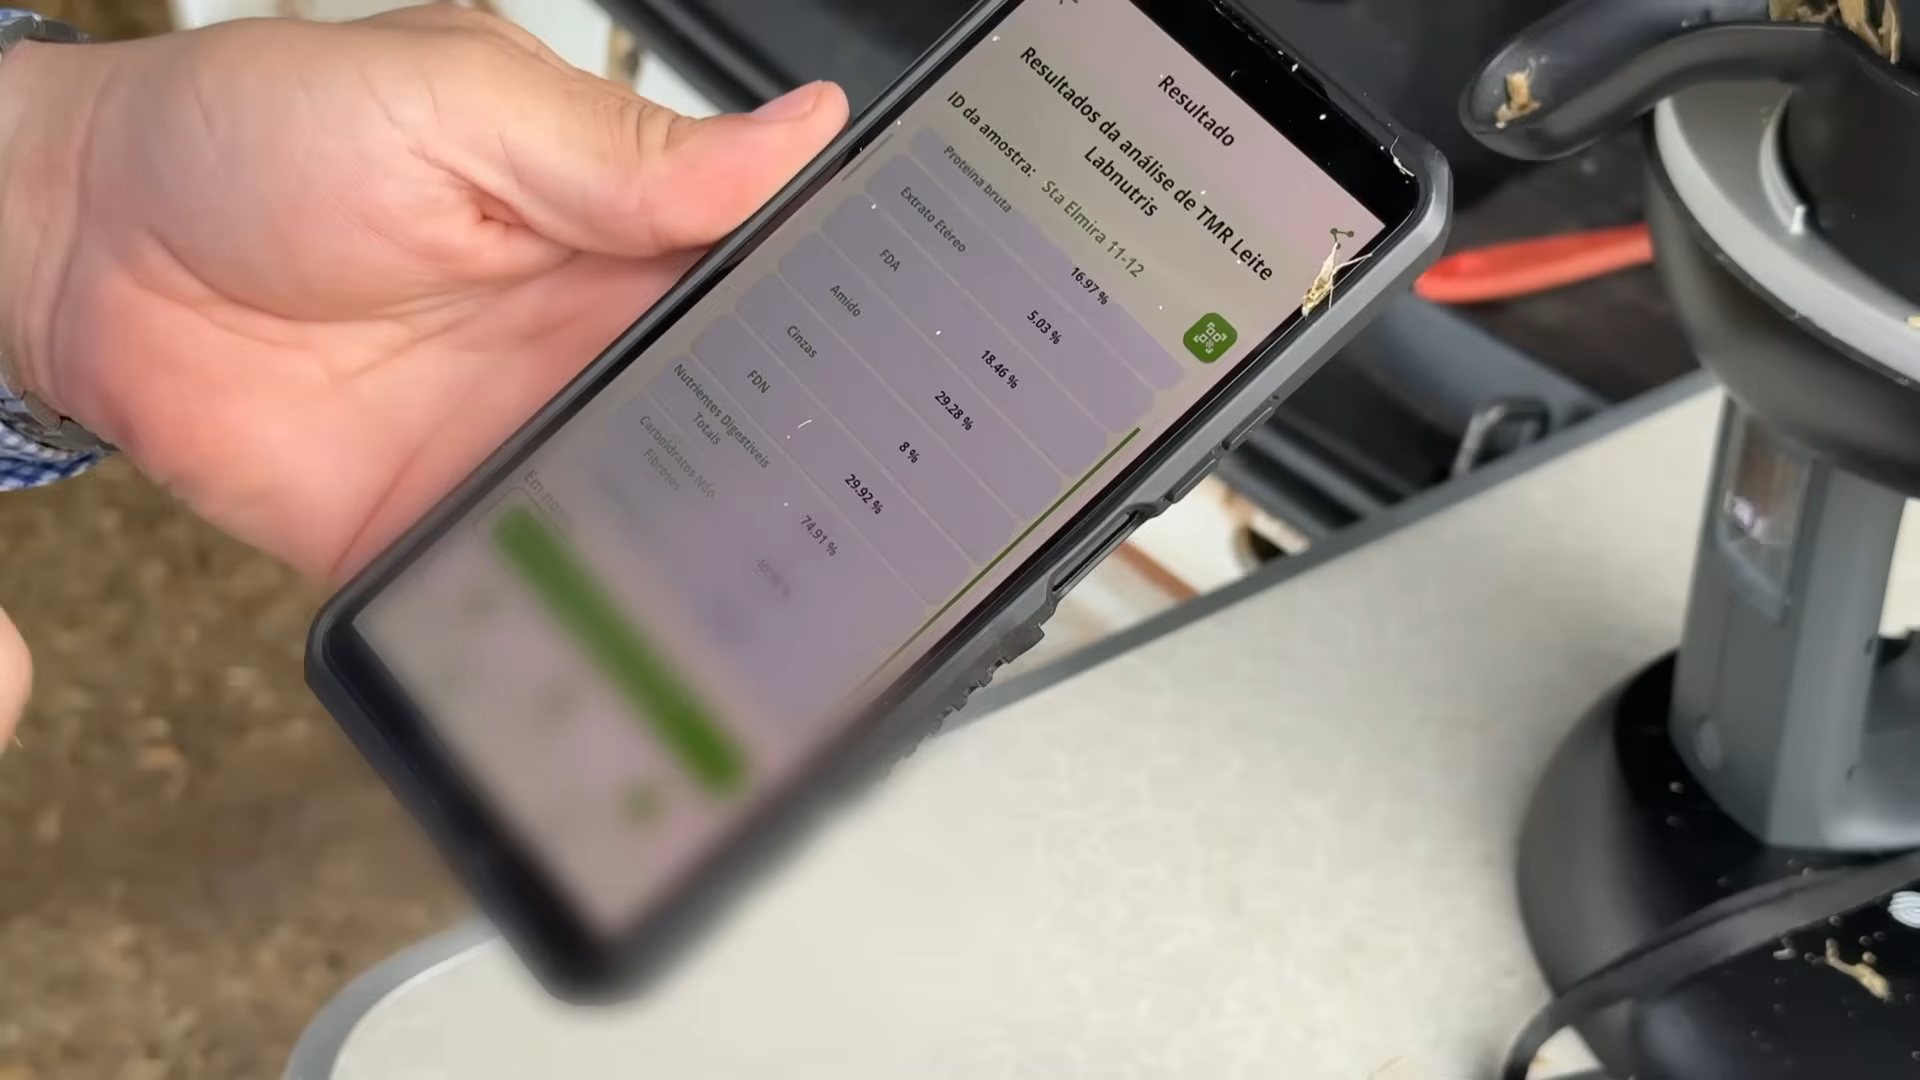 Resultado
Resultados da análise de TMR Leite
Labnutris
ID da amostra: Sta Elmira 11-12
Proteína bruta 16.97 %
Extrato Etéreo 5.03 %
FDA 18.46 %
Amido 29.28 %
Cinzas 8 %
FDN 29.92 %
Nutrientes Digestíveis
Totais 74.91 %
Carboidratos Não
Fibrosos
Em